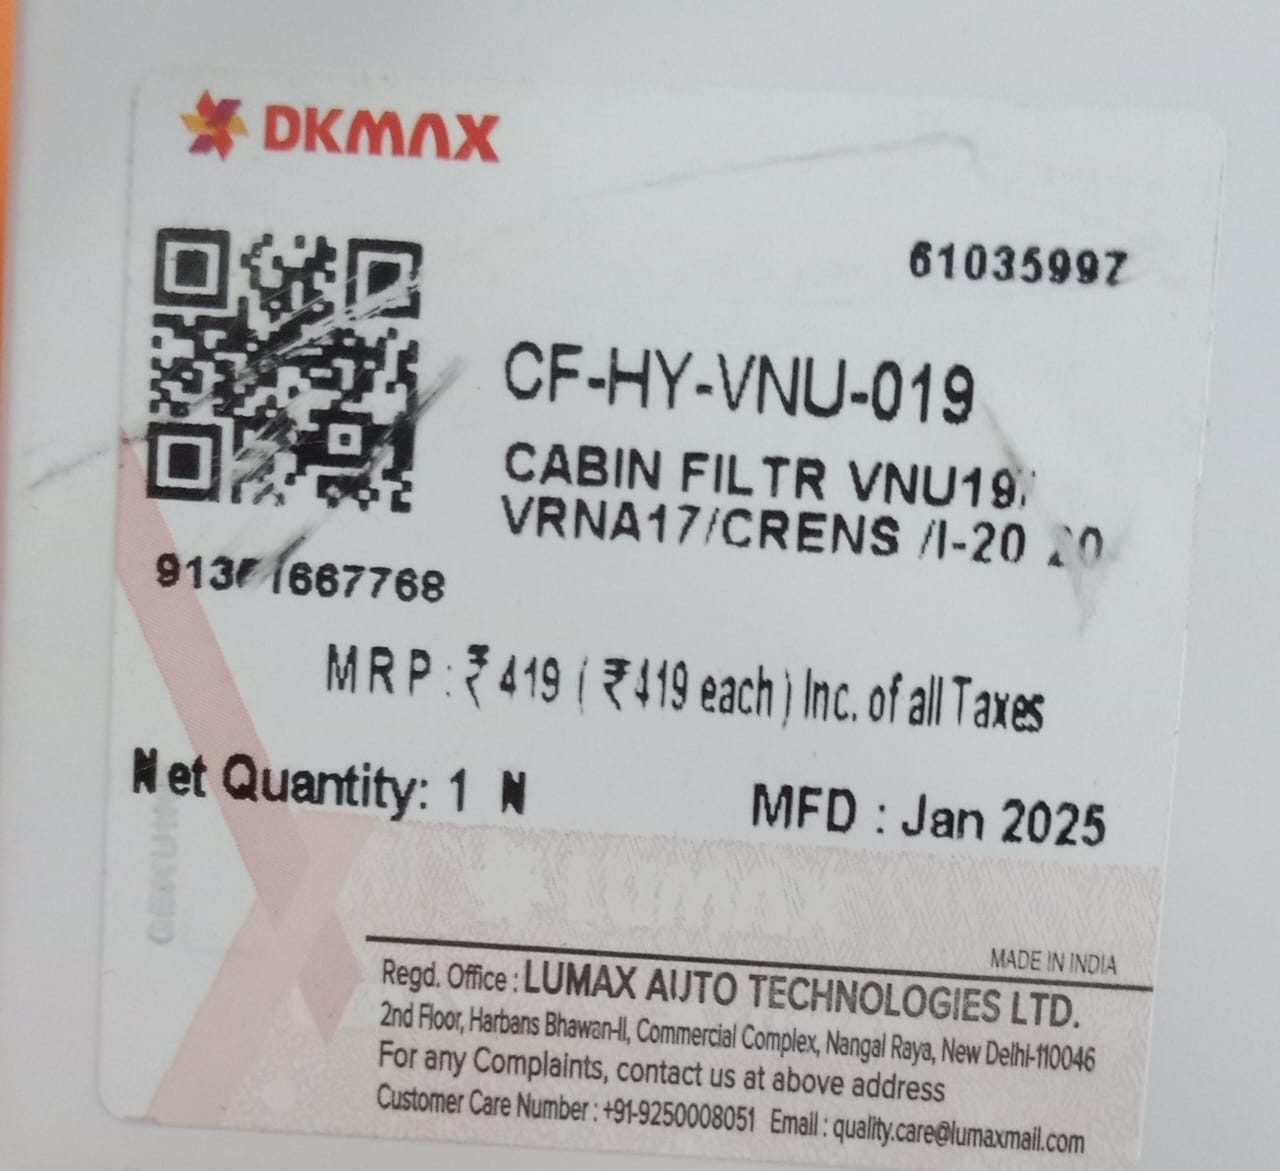 DKMAX
61035997
CF-HY-VNU-019
CABIN FILTR VNU19/
VRNA17/CRENS /I-20
667768
MRP : ₹ 419 ( ₹ 419 each ) Inc. of all Taxes
Net Quantity: 1 N
MFD : Jan 2025
GENUINE
LUMAX
MADE IN INDIA
Regd. Office : LUMAX AUTO TECHNOLOGIES LTD.
2nd Floor, Harbans Bhawan-II, Commercial Complex, Nangal Raya, New Delhi-110046
For any Complaints, contact us at above address
Customer Care Number : +91-9250008051 Email : quality.care@lumaxmail.com